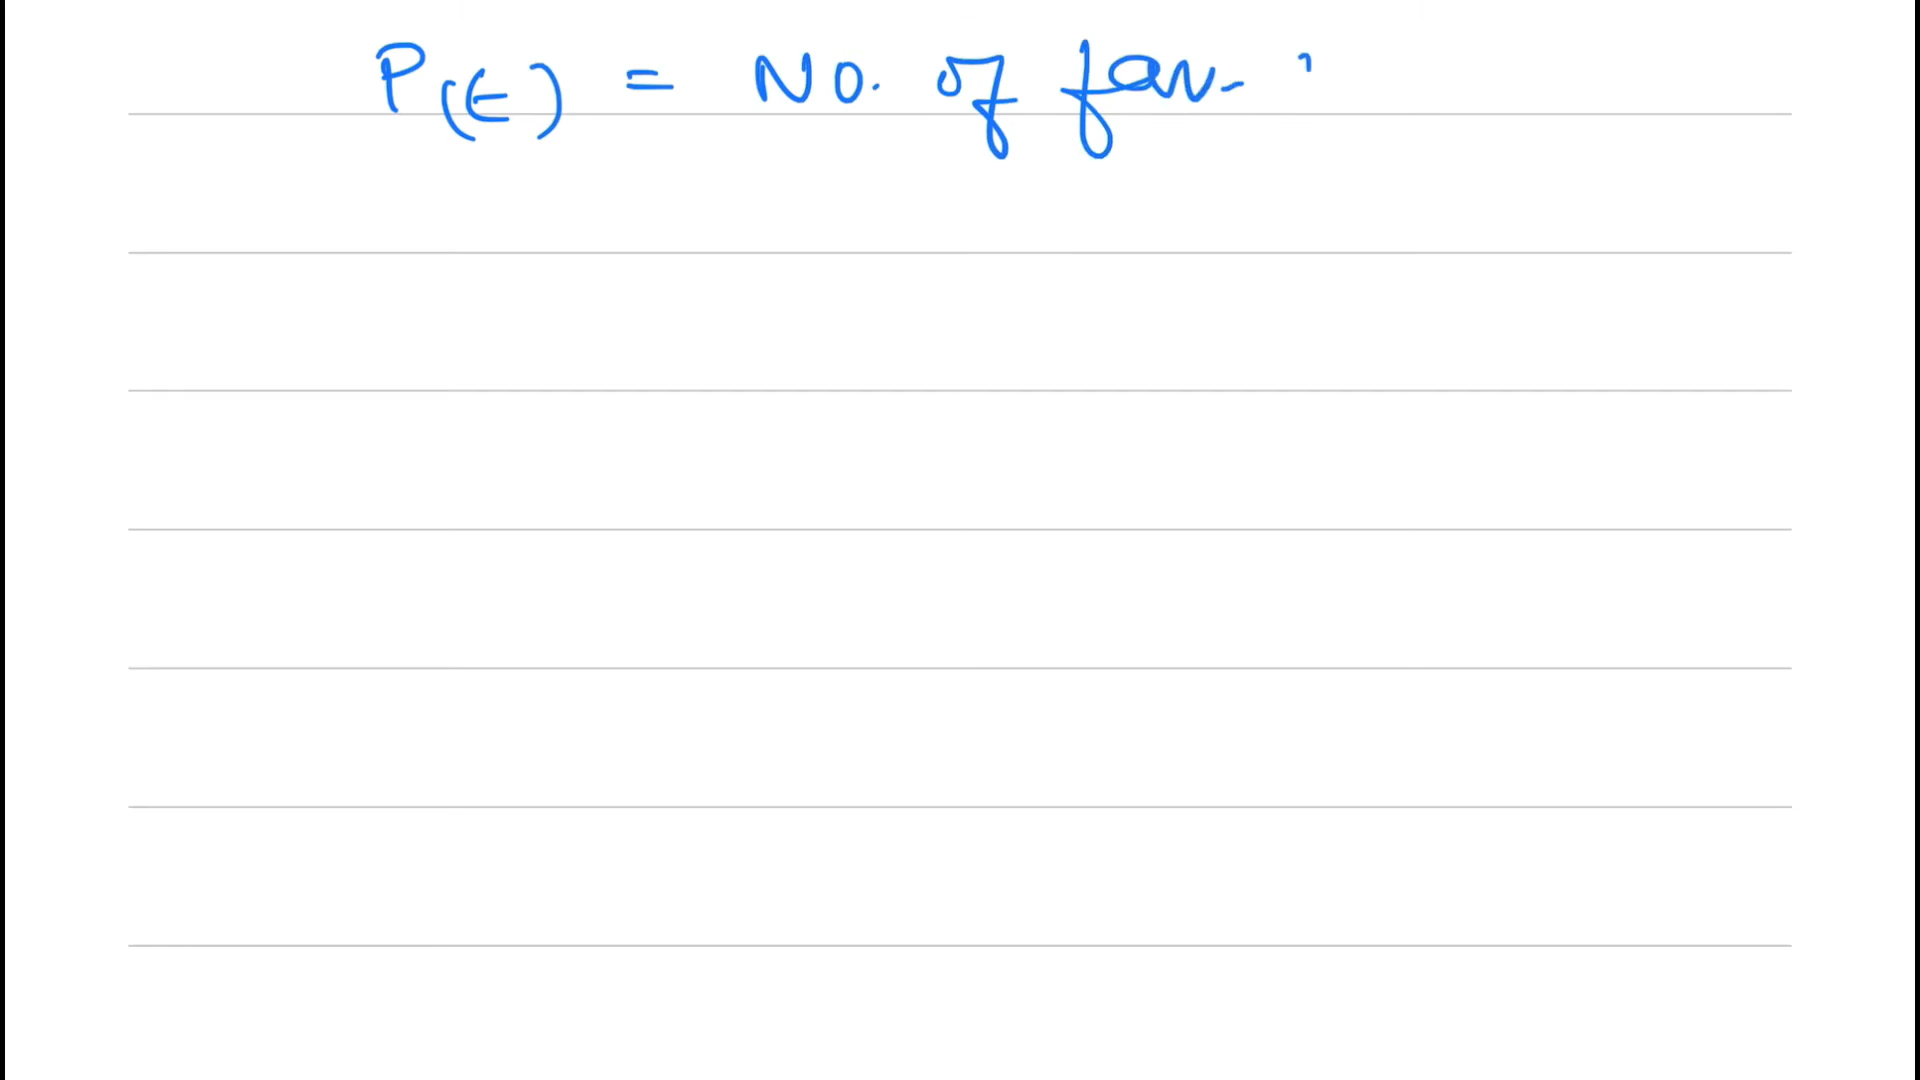 P(E) = No. of fav.